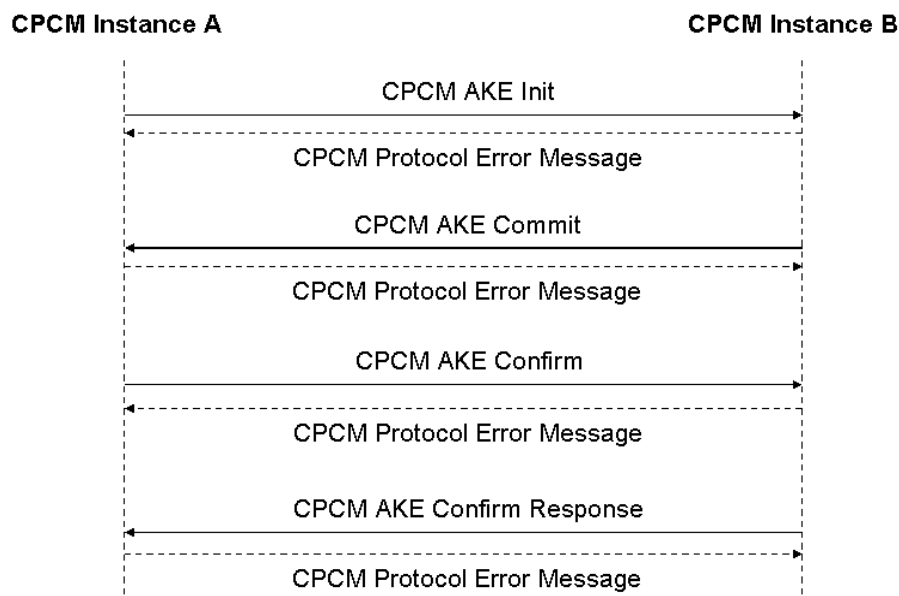 CPCM Instance A
CPCM Instance B
CPCM AKE Init
CPCM Protocol Error Message
CPCM AKE Commit
CPCM Protocol Error Message
CPCM AKE Confirm
CPCM Protocol Error Message
CPCM AKE Confirm Response
CPCM Protocol Error Message